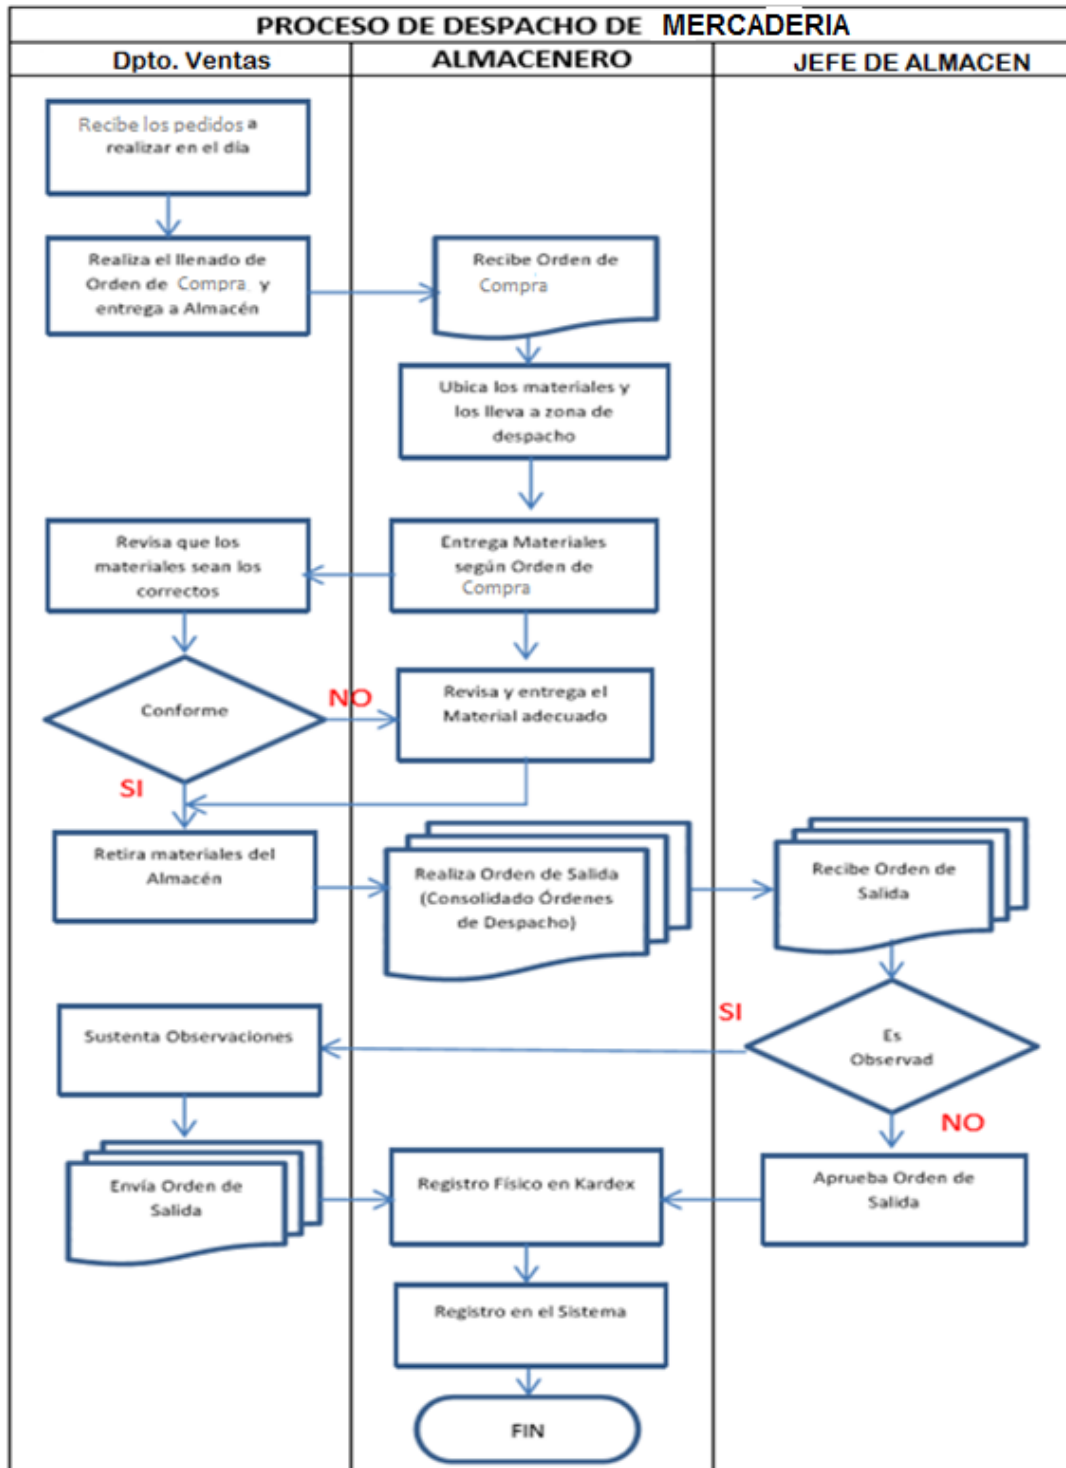 PROCESO DE DESPACHO DE MERCADERIA
Dpto. Ventas
ALMACENERO
JEFE DE ALMACEN
Recibe los pedidos a
realizar en el día
Realiza el llenado de
Orden de Compra y
entrega a Almacén
Recibe Orden de
Compra
Ubica los materiales y
los lleva a zona de
despacho
Revisa que los
materiales sean los
correctos
Entrega Materiales
según Orden de
Compra
Conforme
NO
Revisa y entrega el
Material adecuado
SI
Retira materiales del
Almacén
Realiza Orden de Salida
(Consolidado Órdenes
de Despacho)
Recibe Orden de
Salida
Sustenta Observaciones
SI
Es
Observad
NO
Envía Orden de
Salida
Registro Físico en Kardex
Aprueba Orden de
Salida
Registro en el Sistema
FIN